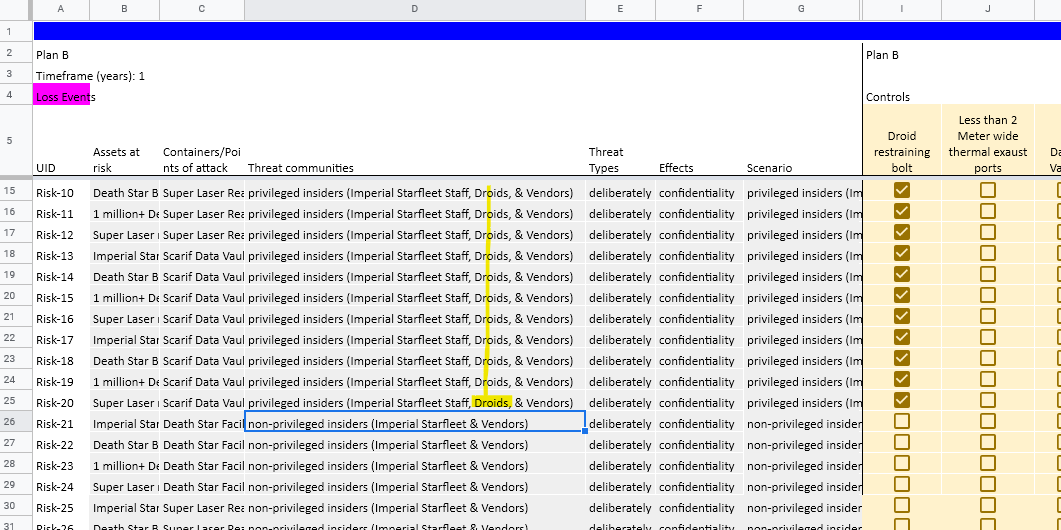 A B C D E F G I J
1
2 Plan B Plan B
3 Timeframe (years): 1
4 Loss Events Controls
5 UID Assets at risk Containers/Points of attack Threat communities Threat Types Effects Scenario Droid restraining bolt Less than 2 Meter wide thermal exaust ports
15 Risk-10 Death Star B Super Laser Rea privileged insiders (Imperial Starfleet Staff, Droids, & Vendors) deliberately confidentiality privileged insiders (Im
16 Risk-11 1 million+ De Super Laser Rea privileged insiders (Imperial Starfleet Staff, Droids, & Vendors) deliberately confidentiality privileged insiders (Im
17 Risk-12 Super Laser Super Laser Rea privileged insiders (Imperial Starfleet Staff, Droids, & Vendors) deliberately confidentiality privileged insiders (Im
18 Risk-13 Imperial Star Scarif Data Vaul privileged insiders (Imperial Starfleet Staff, Droids, & Vendors) deliberately confidentiality privileged insiders (Im
19 Risk-14 Death Star B Scarif Data Vaul privileged insiders (Imperial Starfleet Staff, Droids, & Vendors) deliberately confidentiality privileged insiders (Im
20 Risk-15 1 million+ De Scarif Data Vaul privileged insiders (Imperial Starfleet Staff, Droids, & Vendors) deliberately confidentiality privileged insiders (Im
21 Risk-16 Super Laser Scarif Data Vaul privileged insiders (Imperial Starfleet Staff, Droids, & Vendors) deliberately confidentiality privileged insiders (Im
22 Risk-17 Imperial Star Scarif Data Vaul privileged insiders (Imperial Starfleet Staff, Droids, & Vendors) deliberately confidentiality privileged insiders (Im
23 Risk-18 Death Star B Scarif Data Vaul privileged insiders (Imperial Starfleet Staff, Droids, & Vendors) deliberately confidentiality privileged insiders (Im
24 Risk-19 1 million+ De Scarif Data Vaul privileged insiders (Imperial Starfleet Staff, Droids, & Vendors) deliberately confidentiality privileged insiders (Im
25 Risk-20 Super Laser Scarif Data Vaul privileged insiders (Imperial Starfleet Staff, Droids, & Vendors) deliberately confidentiality privileged insiders (Im
26 Risk-21 Imperial Star Death Star Facil non-privileged insiders (Imperial Starfleet & Vendors) deliberately confidentiality non-privileged insider
27 Risk-22 Death Star B Death Star Facil non-privileged insiders (Imperial Starfleet & Vendors) deliberately confidentiality non-privileged insider
28 Risk-23 1 million+ De Death Star Facil non-privileged insiders (Imperial Starfleet & Vendors) deliberately confidentiality non-privileged insider
29 Risk-24 Super Laser Death Star Facil non-privileged insiders (Imperial Starfleet & Vendors) deliberately confidentiality non-privileged insider
30 Risk-25 Imperial Star Super Laser Rea non-privileged insiders (Imperial Starfleet & Vendors) deliberately confidentiality non-privileged insider
31 Risk-26 Death Star B Super Laser Rea non-privileged insiders (Imperial Starfleet & Vendors) deliberately confidentiality non-privileged insider